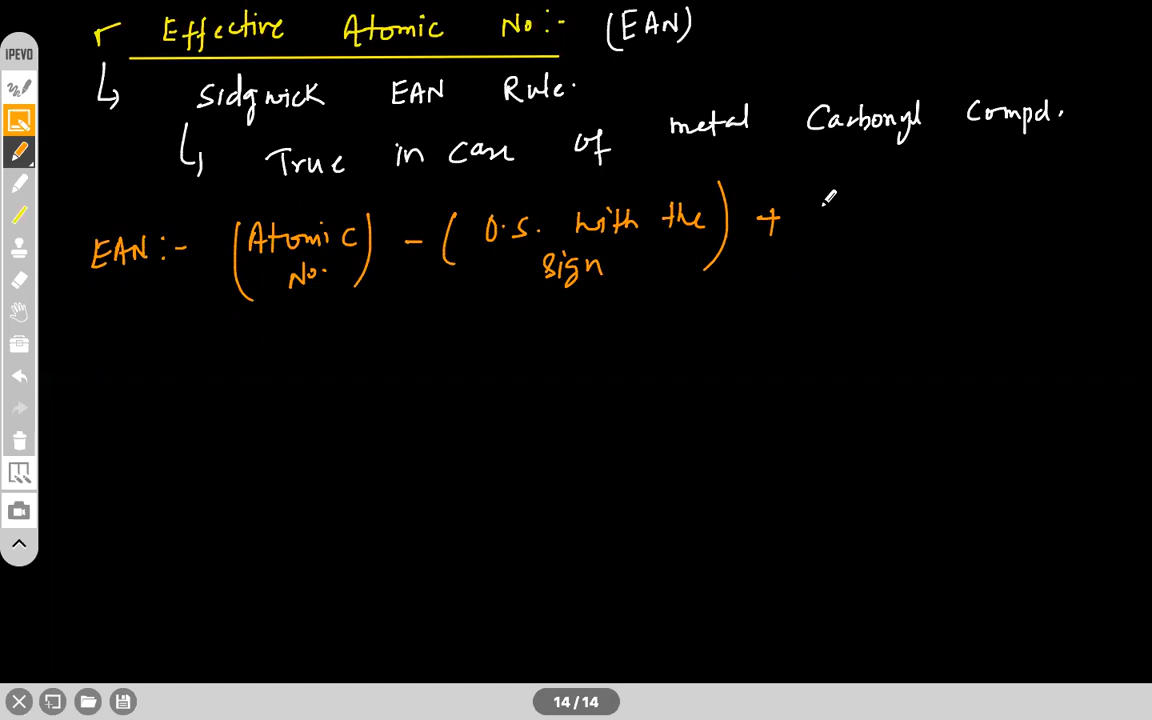 Effective Atomic No:- (EAN)
IPEVO
Sidgwick EAN Rule.
True in case of metal Carbonyl Compd.
EAN:- (Atomic No.) - (O.S. with the sign) +
14 / 14